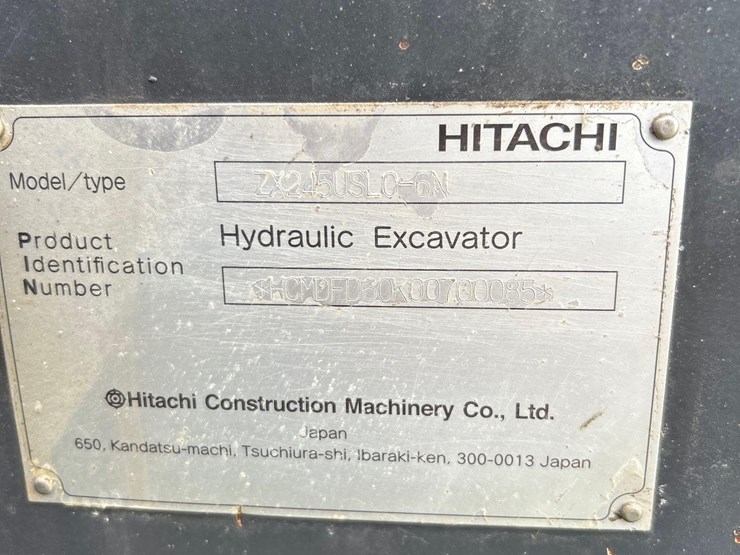 HITACHI
Model/type ZX245USLC-6N
Product Hydraulic Excavator
Identification
Number
Hitachi Construction Machinery Co., Ltd.
Japan
650, Kandatsu-machi, Tsuchiura-shi, Ibaraki-ken, 300-0013 Japan